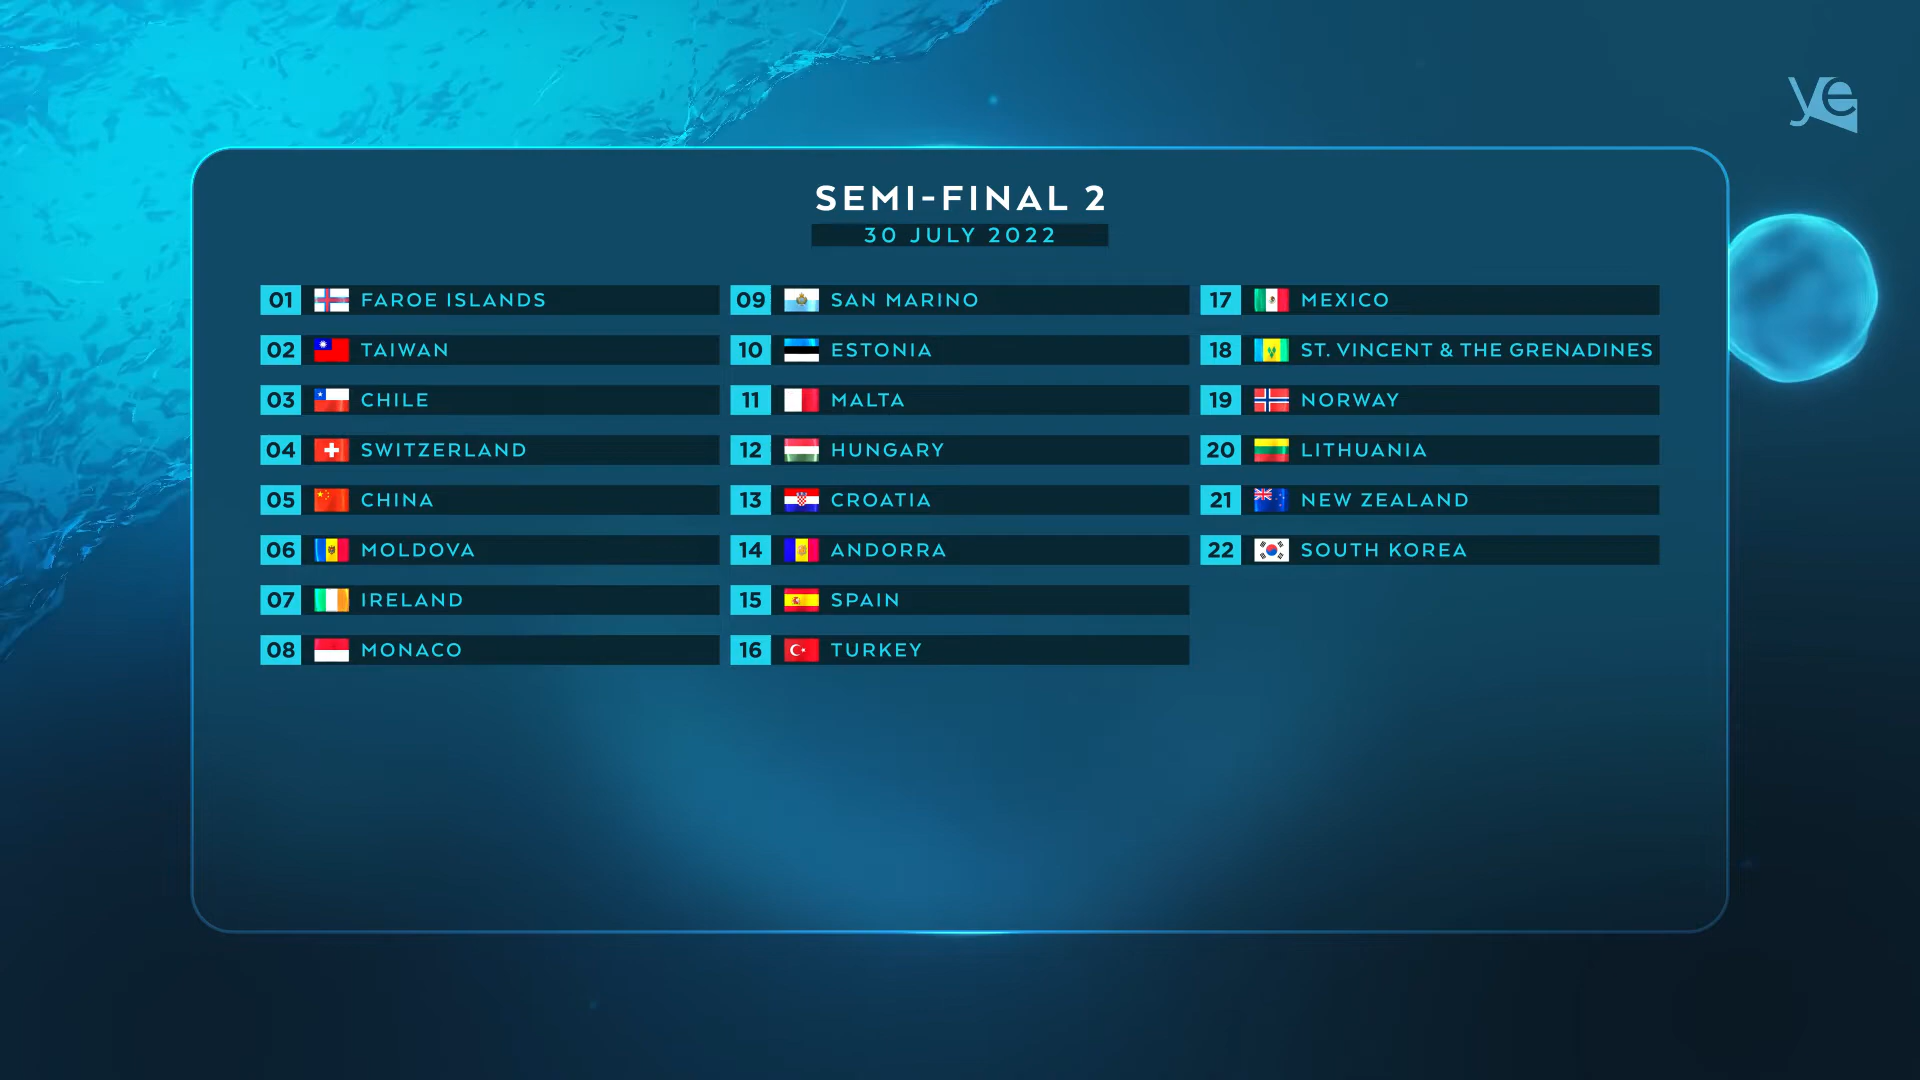 ye
SEMI-FINAL 2
30 JULY 2022
01 FAROE ISLANDS
02 TAIWAN
03 CHILE
04 SWITZERLAND
05 CHINA
06 MOLDOVA
07 IRELAND
08 MONACO
09 SAN MARINO
10 ESTONIA
11 MALTA
12 HUNGARY
13 CROATIA
14 ANDORRA
15 SPAIN
16 TURKEY
17 MEXICO
18 ST. VINCENT & THE GRENADINES
19 NORWAY
20 LITHUANIA
21 NEW ZEALAND
22 SOUTH KOREA